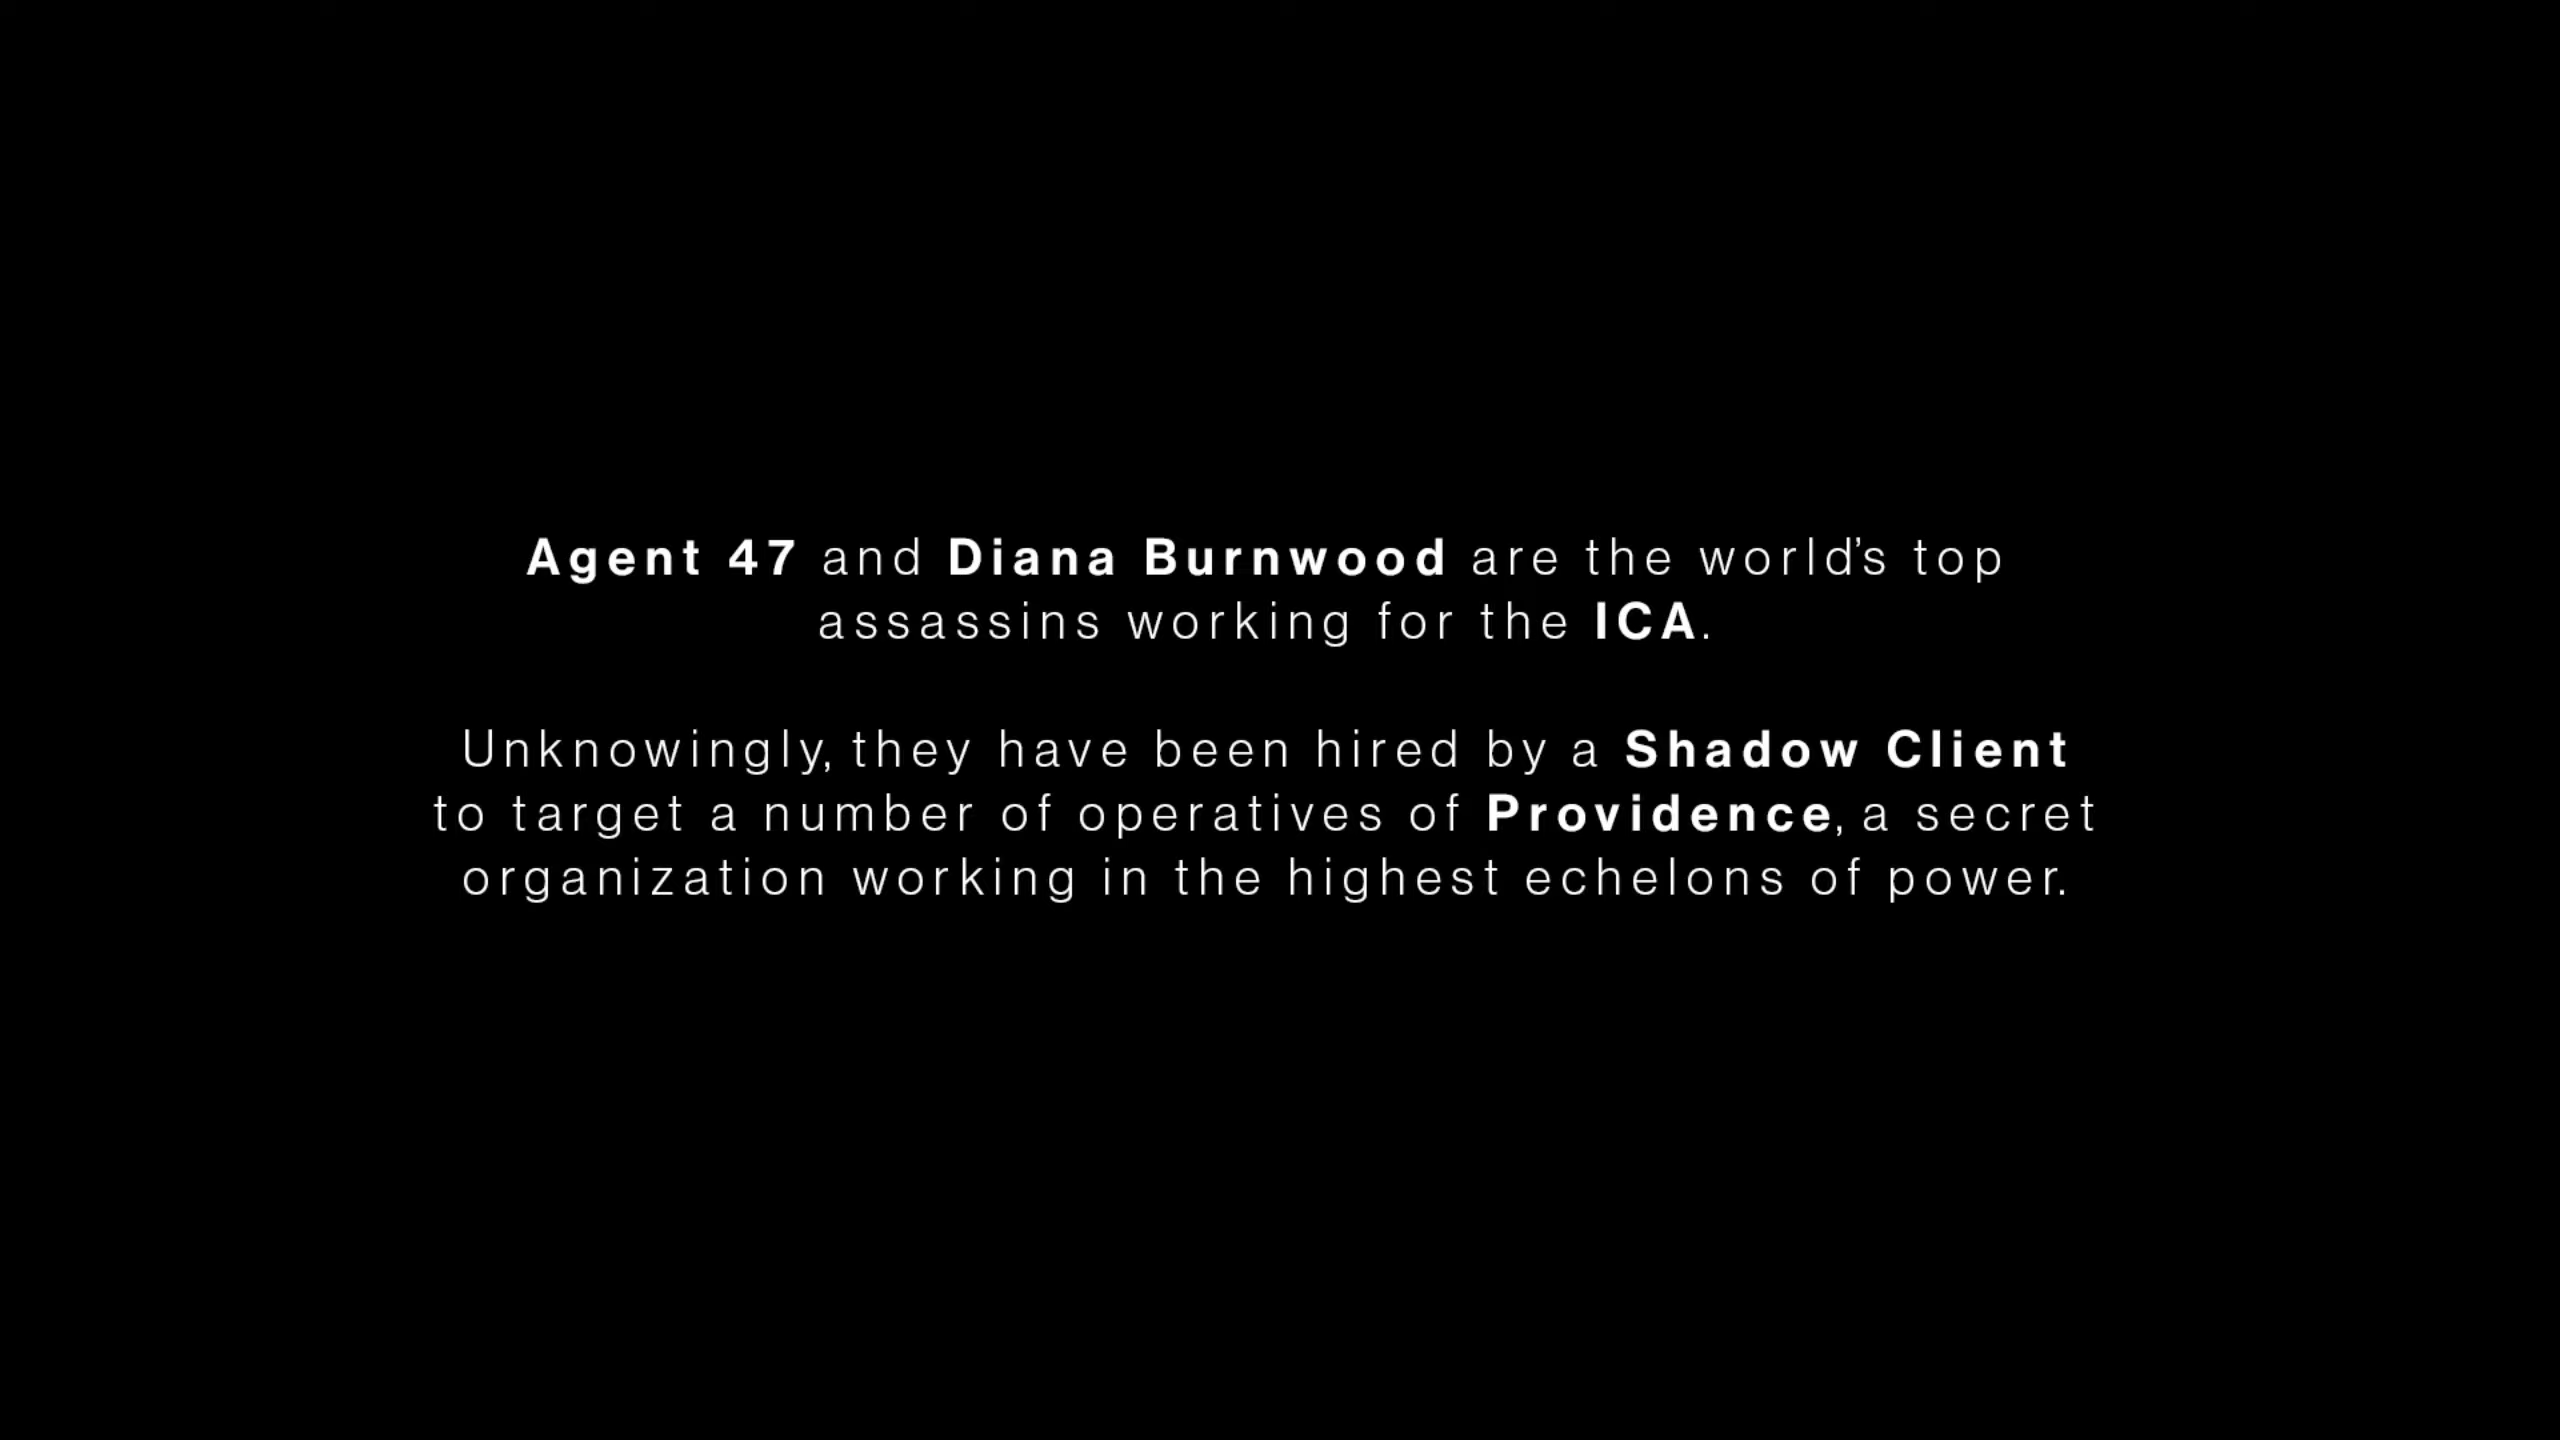 Agent 47 and Diana Burnwood are the world’s top
assassins working for the ICA.
Unknowingly, they have been hired by a Shadow Client
to target a number of operatives of Providence, a secret
organization working in the highest echelons of power.